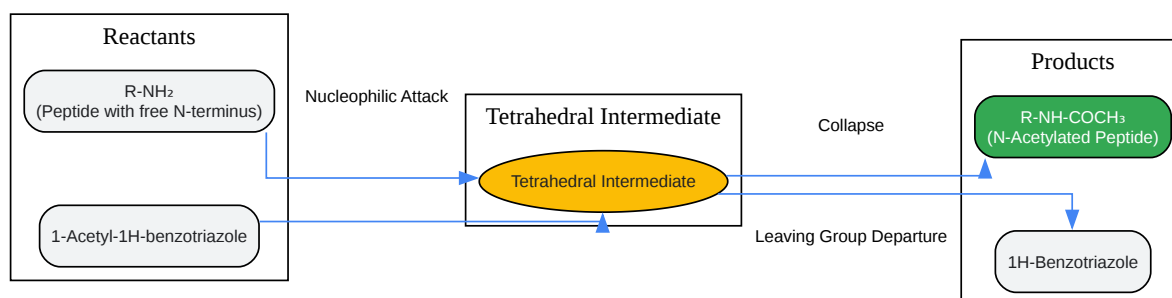 Reactants
R-NH₂
(Peptide with free N-terminus)
1-Acetyl-1H-benzotriazole
Nucleophilic Attack
Tetrahedral Intermediate
Tetrahedral Intermediate
Collapse
Leaving Group Departure
Products
R-NH-COCH₃
(N-Acetylated Peptide)
1H-Benzotriazole